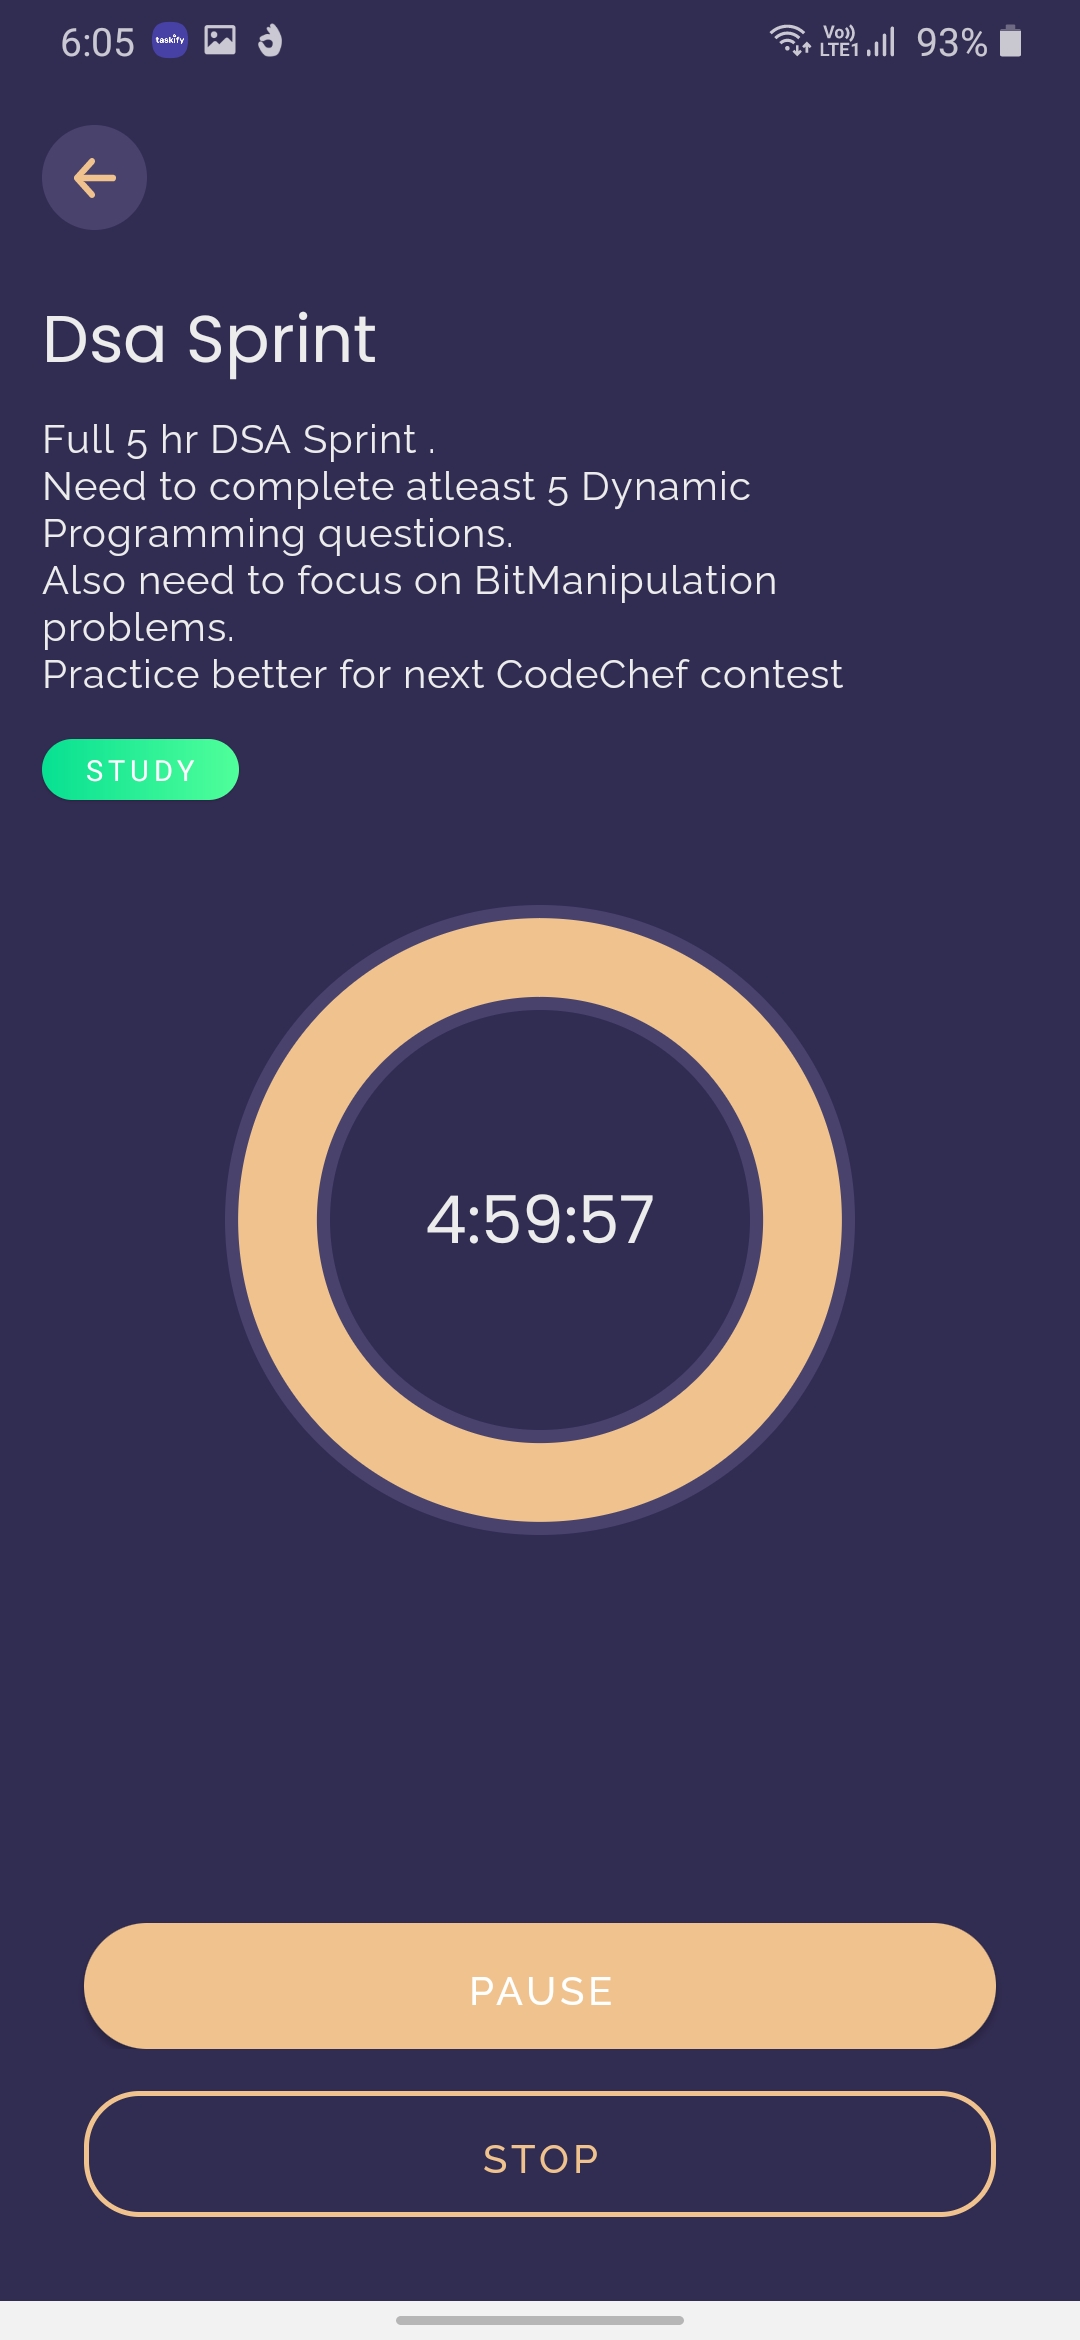 6:05 taskify Vo)) LTE1 93%
Dsa Sprint
Full 5 hr DSA Sprint .
Need to complete atleast 5 Dynamic
Programming questions.
Also need to focus on BitManipulation
problems.
Practice better for next CodeChef contest
STUDY
4:59:57
PAUSE
STOP